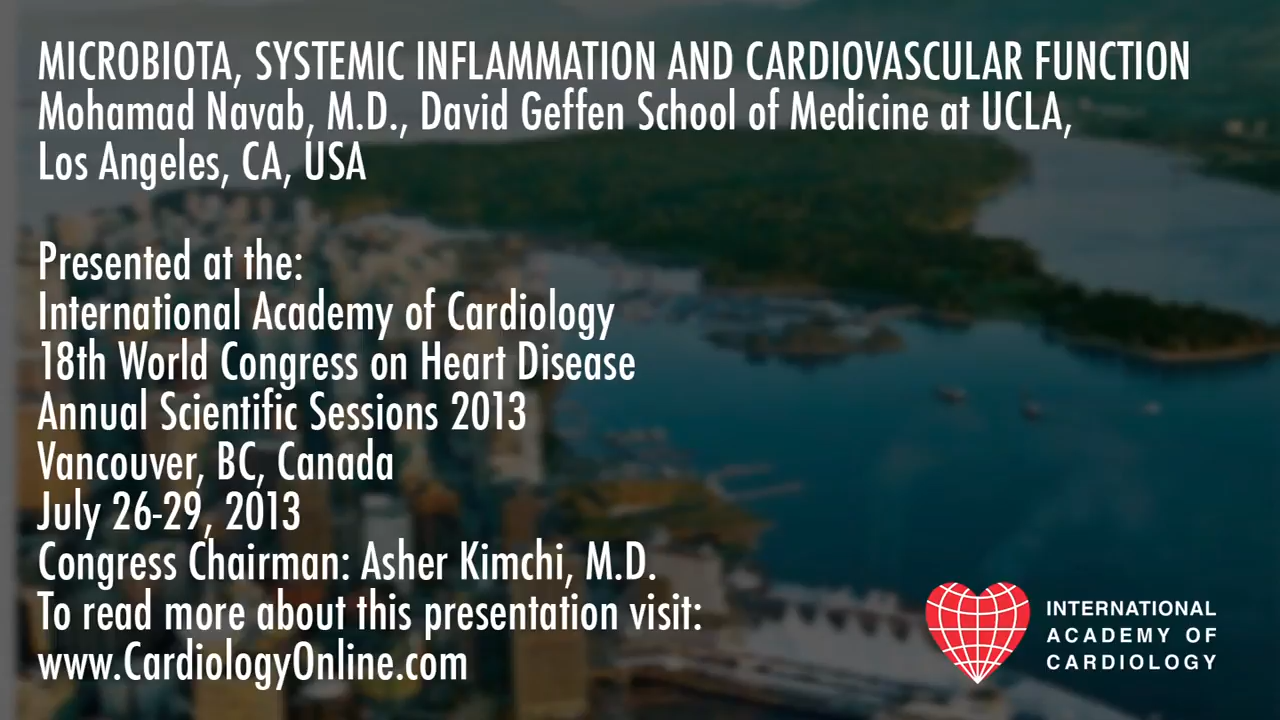 MICROBIOTA, SYSTEMIC INFLAMMATION AND CARDIOVASCULAR FUNCTION
Mohamad Navab, M.D., David Geffen School of Medicine at UCLA,
Los Angeles, CA, USA
Presented at the:
International Academy of Cardiology
18th World Congress on Heart Disease
Annual Scientific Sessions 2013
Vancouver, BC, Canada
July 26-29, 2013
Congress Chairman: Asher Kimchi, M.D.
To read more about this presentation visit:
www.CardiologyOnline.com
INTERNATIONAL
ACADEMY OF
CARDIOLOGY